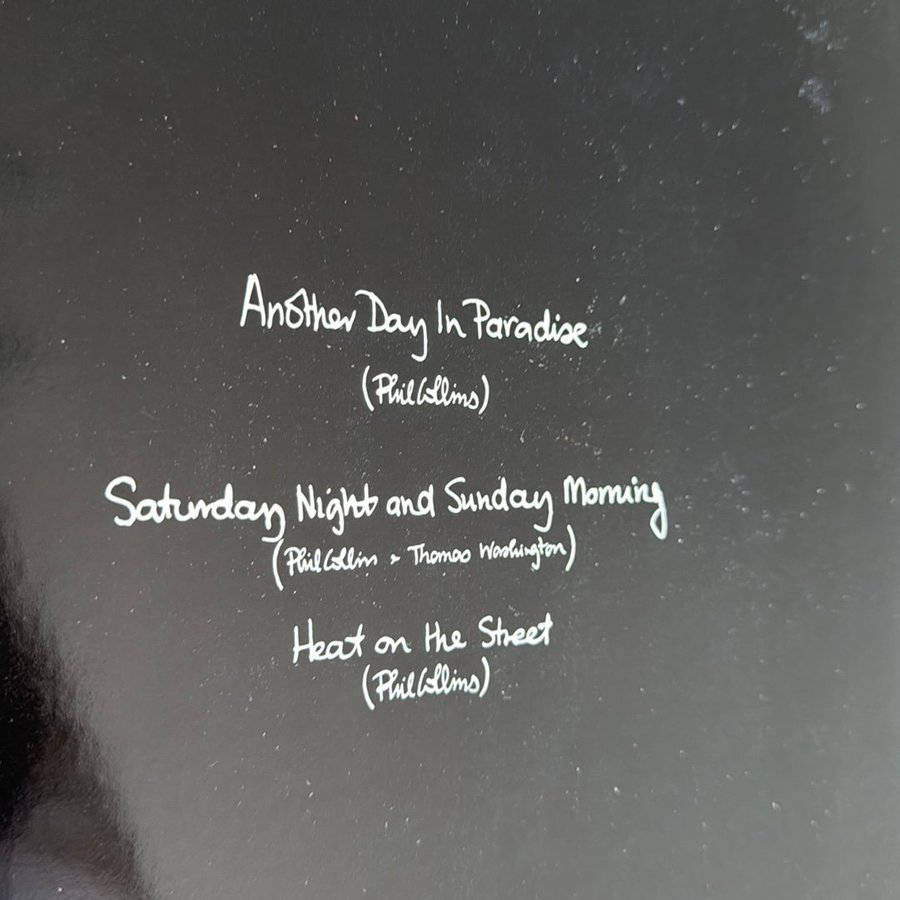 Another Day In Paradise
(Phil Collins)
Saturday Night and Sunday Morning
(Phil Collins + Thomas Washington)
Heat on the Street
(Phil Collins)